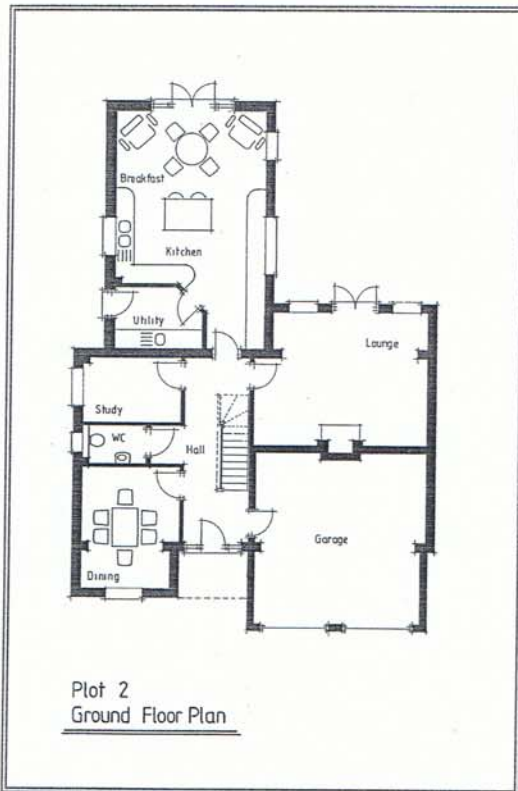 Breakfast
Kitchen
Utility
Lounge
Study
WC
Hall
Garage
Dining
Plot 2
Ground Floor Plan